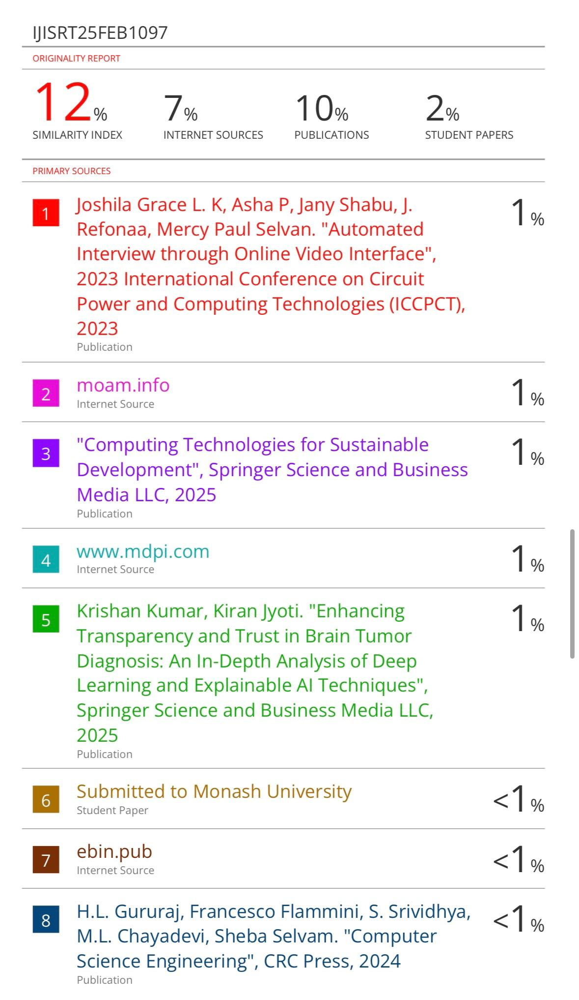 IJISRT25FEB1097
ORIGINALITY REPORT
12% 7% 10% 2%
SIMILARITY INDEX INTERNET SOURCES PUBLICATIONS STUDENT PAPERS
PRIMARY SOURCES
1 Joshila Grace L. K, Asha P, Jany Shabu, J. 1%
Refonaa, Mercy Paul Selvan. "Automated
Interview through Online Video Interface",
2023 International Conference on Circuit
Power and Computing Technologies (ICCPCT),
2023
Publication
2 moam.info 1%
Internet Source
3 "Computing Technologies for Sustainable 1%
Development", Springer Science and Business
Media LLC, 2025
Publication
4 www.mdpi.com 1%
Internet Source
5 Krishan Kumar, Kiran Jyoti. "Enhancing 1%
Transparency and Trust in Brain Tumor
Diagnosis: An In-Depth Analysis of Deep
Learning and Explainable AI Techniques",
Springer Science and Business Media LLC,
2025
Publication
6 Submitted to Monash University <1%
Student Paper
7 ebin.pub <1%
Internet Source
8 H.L. Gururaj, Francesco Flammini, S. Srividhya, <1%
M.L. Chayadevi, Sheba Selvam. "Computer
Science Engineering", CRC Press, 2024
Publication